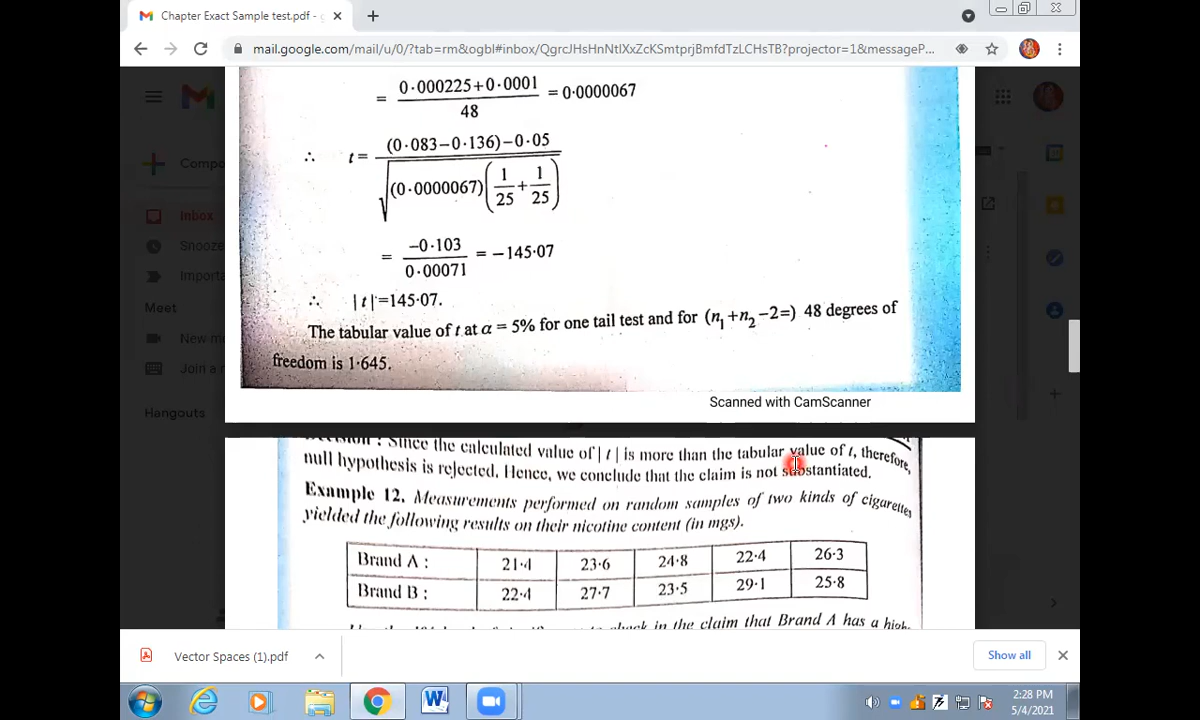 Chapter Exact Sample test.pdf -
mail.google.com/mail/u/0/?tab=rm&ogbl#inbox/QgrcJHsHnNtlXxZcKSmtprjBmfdTzLCHsTB?projector=1&messageP...
= 0·000225+0·0001 / 48 = 0·0000067
∴ t = (0·083−0·136)−0·05 / √(0·0000067)(1/25 + 1/25)
= −0·103 / 0·00071 = −145·07
∴ |t|=145·07.
The tabular value of t at α = 5% for one tail test and for (n₁+n₂−2=) 48 degrees of
freedom is 1·645.
Scanned with CamScanner
Decision : Since the calculated value of |t| is more than the tabular value of t, therefore,
null hypothesis is rejected. Hence, we conclude that the claim is not substantiated.
Example 12. Measurements performed on random samples of two kinds of cigarettes
yielded the following results on their nicotine content (in mgs).
Brand A : 21·4 23·6 24·8 22·4 26·3
Brand B : 22·4 27·7 23·5 29·1 25·8
check in the claim that Brand A has a high
Compo
Inbox
Snooze
Importa
Meet
New me
Join a m
Hangouts
Vector Spaces (1).pdf
Show all
2:28 PM
5/4/2021